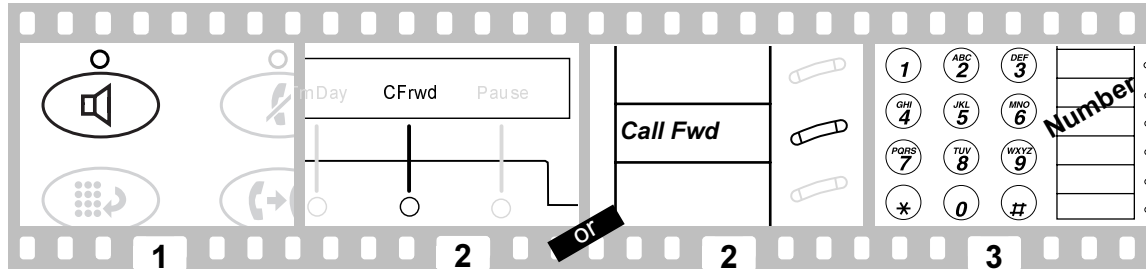 mDay CFrwd Pause
Call Fwd
or
1 ABC 2 DEF 3
GHI 4 JKL 5 MNO 6
PQRS 7 TUV 8 WXYZ 9
* 0 #
Number
1 2 2 3